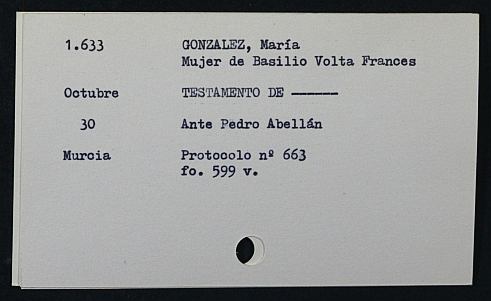 1.633 GONZALEZ, María
Mujer de Basilio Volta Frances
Octubre TESTAMENTO DE ———
30 Ante Pedro Abellán
Murcia Protocolo nº 663
fo. 599 v.